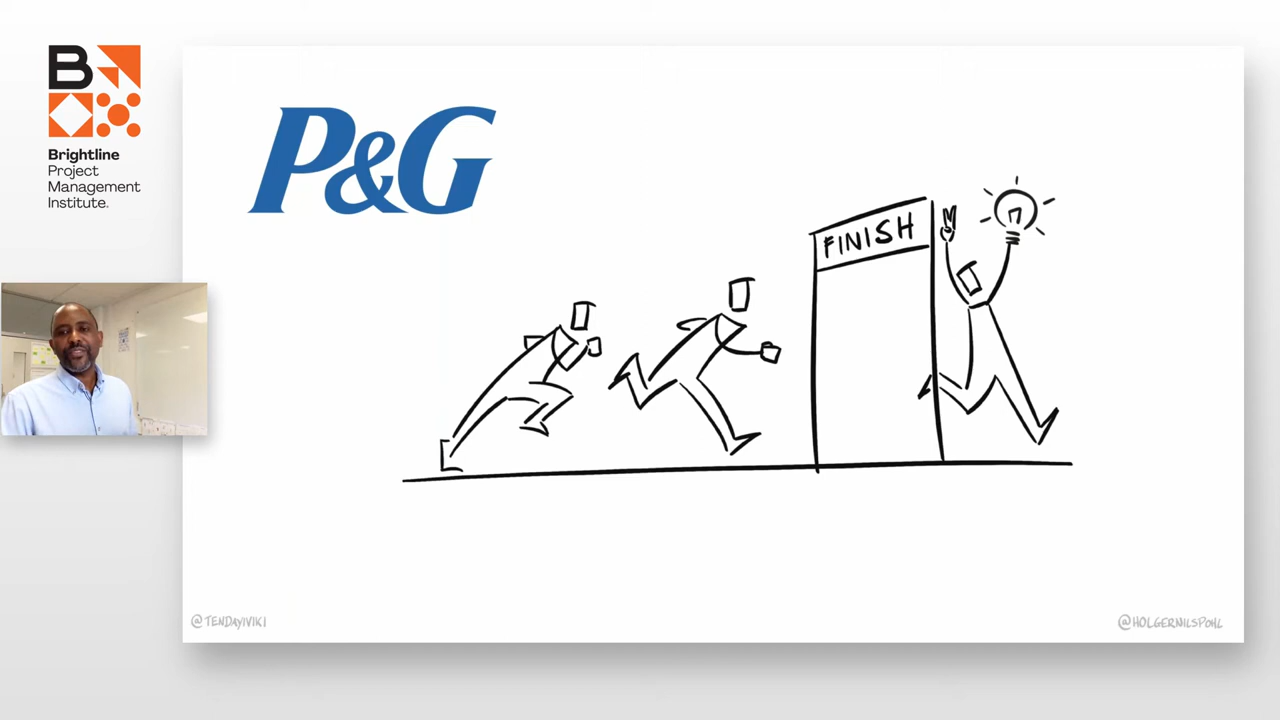 B
Brightline
Project
Management
Institute.
P&G
FINISH
@TENDAYIVIKI
@HOLGERNILSPOHL